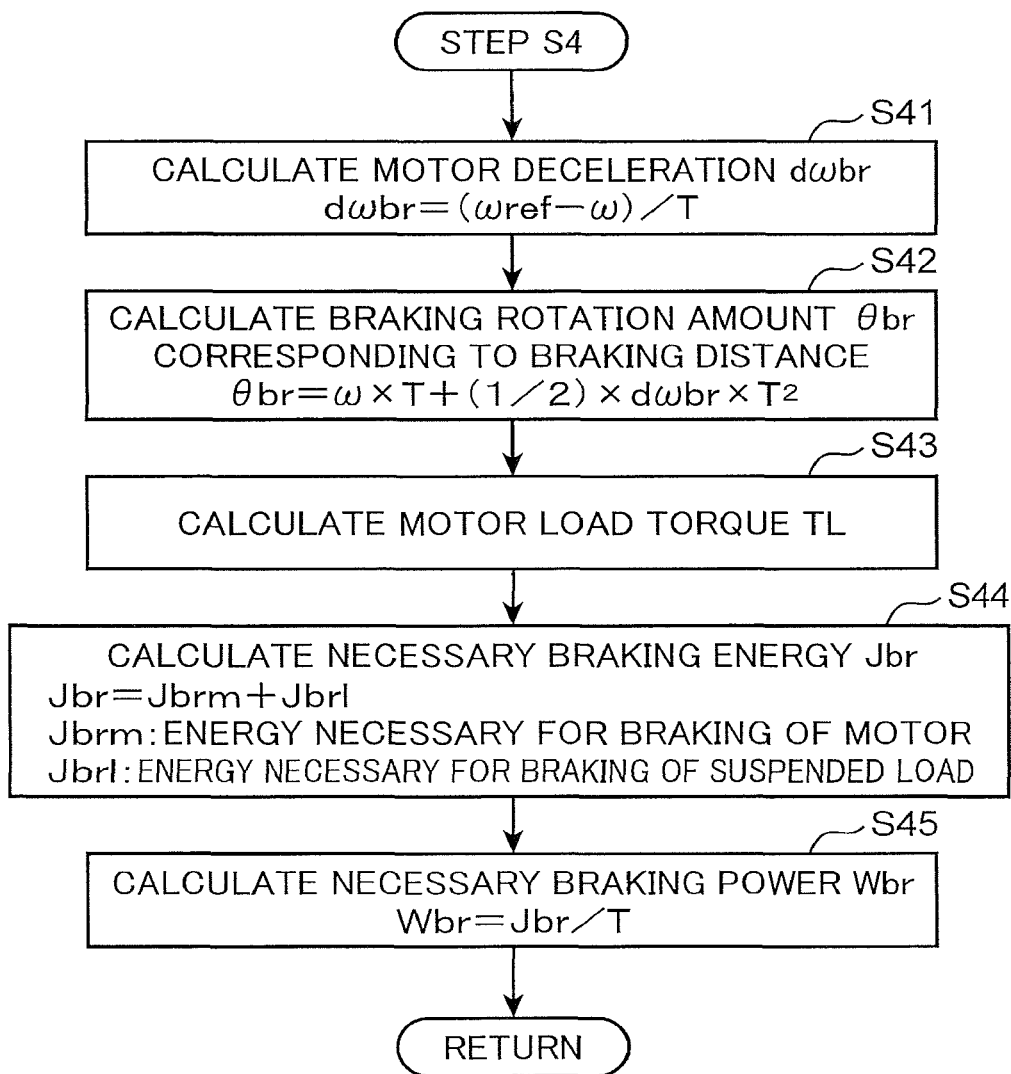 STEP S4
S41
CALCULATE MOTOR DECELERATION dωbr
dωbr=(ωref−ω)/T
S42
CALCULATE BRAKING ROTATION AMOUNT θbr
CORRESPONDING TO BRAKING DISTANCE
θbr=ω×T+(1/2)×dωbr×T²
S43
CALCULATE MOTOR LOAD TORQUE TL
S44
CALCULATE NECESSARY BRAKING ENERGY Jbr
Jbr=Jbrm+Jbrl
Jbrm:ENERGY NECESSARY FOR BRAKING OF MOTOR
Jbrl:ENERGY NECESSARY FOR BRAKING OF SUSPENDED LOAD
S45
CALCULATE NECESSARY BRAKING POWER Wbr
Wbr=Jbr/T
RETURN